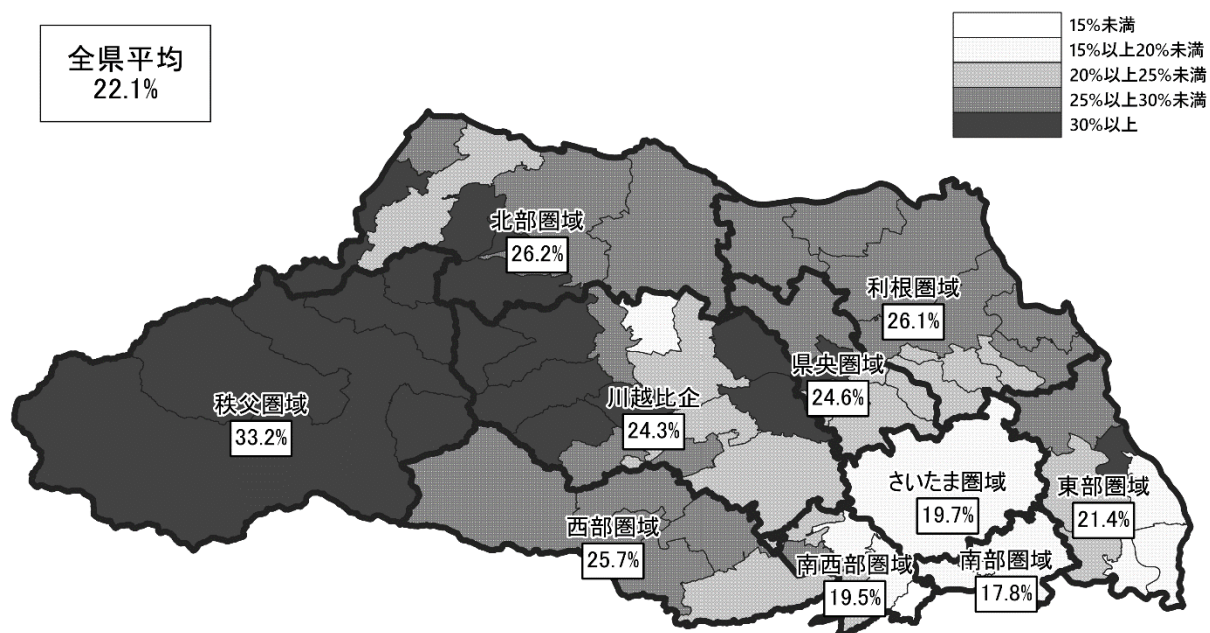 全県平均
22.1%
15%未満
15%以上20%未満
20%以上25%未満
25%以上30%未満
30%以上
北部圏域
26.2%
利根圏域
26.1%
県央圏域
24.6%
川越比企
24.3%
秩父圏域
33.2%
さいたま圏域
19.7%
東部圏域
21.4%
西部圏域
25.7%
南西部圏域
19.5%
南部圏域
17.8%